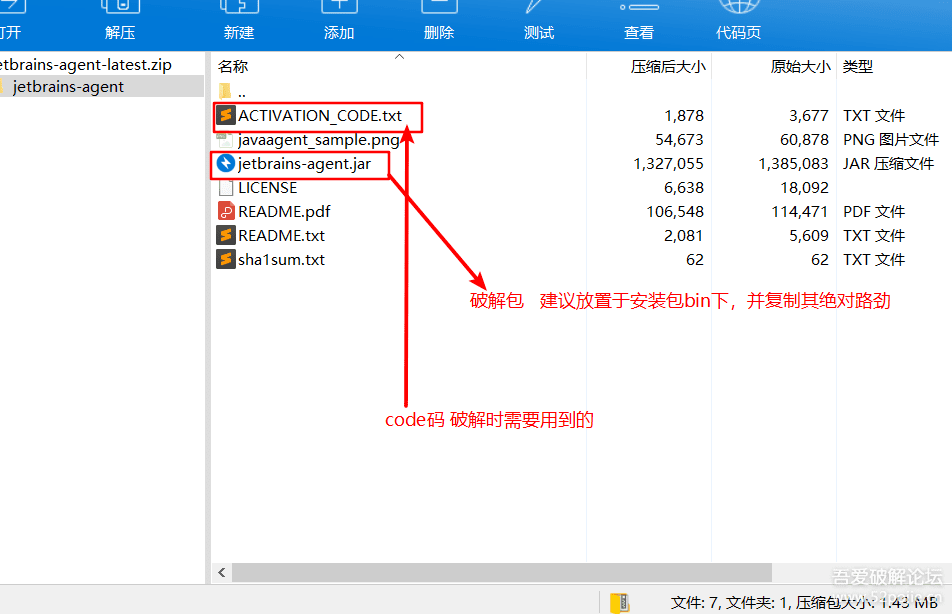 打开 解压 新建 添加 删除 测试 查看 代码页
etbrains-agent-latest.zip
jetbrains-agent
名称 压缩后大小 原始大小 类型
..
ACTIVATION_CODE.txt 1,878 3,677 TXT 文件
javaagent_sample.png 54,673 60,878 PNG 图片文件
jetbrains-agent.jar 1,327,055 1,385,083 JAR 压缩文件
LICENSE 6,638 18,092
README.pdf 106,548 114,471 PDF 文件
README.txt 2,081 5,609 TXT 文件
sha1sum.txt 62 62 TXT 文件
破解包 建议放置于安装包bin下，并复制其绝对路劲
code码 破解时需要用到的
吾爱破解论坛
文件: 7, 文件夹: 1, 压缩包大小: 1.43 MB